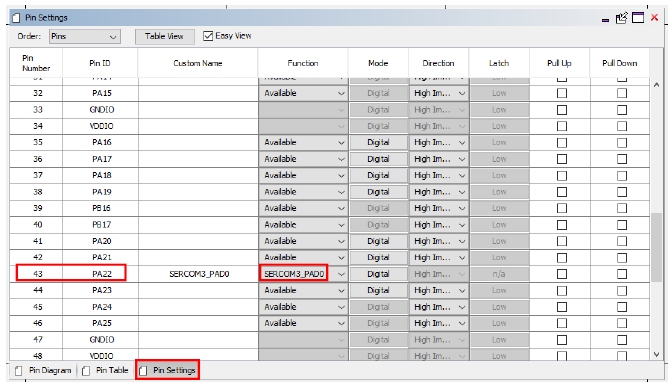 Pin Settings
Order: Pins Table View Easy View
Pin Number Pin ID Custom Name Function Mode Direction Latch Pull Up Pull Down
32 PA15 Available Digital High Im... Low
33 GNDIO Digital High Im... Low
34 VDDIO Digital High Im... Low
35 PA16 Available Digital High Im... Low
36 PA17 Available Digital High Im... Low
37 PA18 Available Digital High Im... Low
38 PA19 Available Digital High Im... Low
39 PB16 Available Digital High Im... Low
40 PB17 Available Digital High Im... Low
41 PA20 Available Digital High Im... Low
42 PA21 Available Digital High Im... Low
43 PA22 SERCOM3_PAD0 SERCOM3_PAD0 Digital High Im... n/a
44 PA23 Available Digital High Im... Low
45 PA24 Available Digital High Im... Low
46 PA25 Available Digital High Im... Low
47 GNDIO Digital High Im... Low
48 VDDIO Digital High Im... Low
Pin Diagram Pin Table Pin Settings